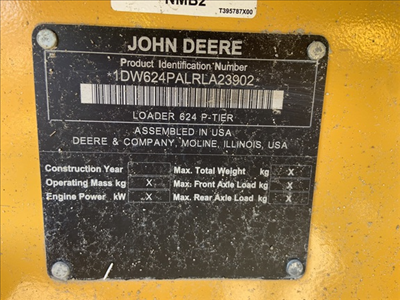 NMB2
T395787X00
JOHN DEERE
Product Identification Number
1DW624PALRLA23902
LOADER 624 P-TIER
ASSEMBLED IN USA
DEERE & COMPANY, MOLINE, ILLINOIS, USA
Construction Year Max. Total Weight kg X
Operating Mass kg X Max. Front Axle Load kg X
Engine Power kW X Max. Rear Axle Load kg X